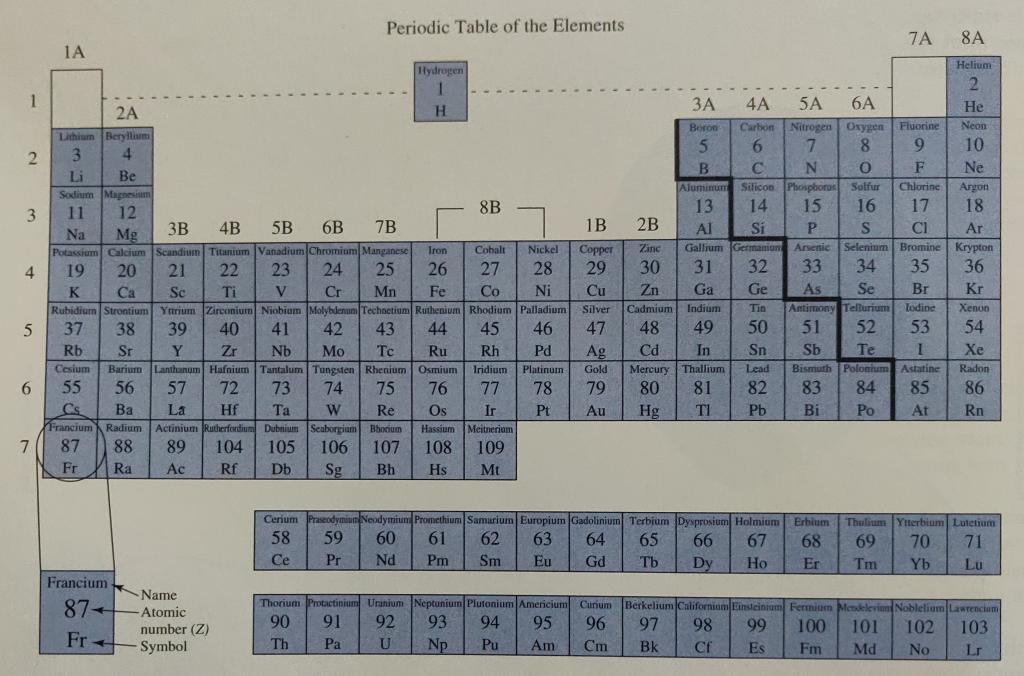 Periodic Table of the Elements
1A 7A 8A
Hydrogen Helium
1 1 2
H He
2A 3A 4A 5A 6A
Lithium Beryllium Boron Carbon Nitrogen Oxygen Fluorine Neon
2 3 4 5 6 7 8 9 10
Li Be B C N O F Ne
Sodium Magnesium Aluminum Silicon Phosphorus Sulfur Chlorine Argon
3 11 12 13 14 15 16 17 18
Na Mg 3B 4B 5B 6B 7B 8B 1B 2B Al Si P S Cl Ar
Potassium Calcium Scandium Titanium Vanadium Chromium Manganese Iron Cobalt Nickel Copper Zinc Gallium Germanium Arsenic Selenium Bromine Krypton
4 19 20 21 22 23 24 25 26 27 28 29 30 31 32 33 34 35 36
K Ca Sc Ti V Cr Mn Fe Co Ni Cu Zn Ga Ge As Se Br Kr
Rubidium Strontium Yttrium Zirconium Niobium Molybdenum Technetium Ruthenium Rhodium Palladium Silver Cadmium Indium Tin Antimony Tellurium Iodine Xenon
5 37 38 39 40 41 42 43 44 45 46 47 48 49 50 51 52 53 54
Rb Sr Y Zr Nb Mo Tc Ru Rh Pd Ag Cd In Sn Sb Te I Xe
Cesium Barium Lanthanum Hafnium Tantalum Tungsten Rhenium Osmium Iridium Platinum Gold Mercury Thallium Lead Bismuth Polonium Astatine Radon
6 55 56 57 72 73 74 75 76 77 78 79 80 81 82 83 84 85 86
Cs Ba La Hf Ta W Re Os Ir Pt Au Hg Tl Pb Bi Po At Rn
Francium Radium Actinium Rutherfordium Dubnium Seaborgium Bhorium Hassium Meitnerium
7 87 88 89 104 105 106 107 108 109
Fr Ra Ac Rf Db Sg Bh Hs Mt
Cerium Praseodymium Neodymium Promethium Samarium Europium Gadolinium Terbium Dysprosium Holmium Erbium Thulium Ytterbium Lutetium
58 59 60 61 62 63 64 65 66 67 68 69 70 71
Ce Pr Nd Pm Sm Eu Gd Tb Dy Ho Er Tm Yb Lu
Thorium Protactinium Uranium Neptunium Plutonium Americium Curium Berkelium Californium Einsteinium Fermium Mendelevium Noblelium Lawrencium
90 91 92 93 94 95 96 97 98 99 100 101 102 103
Th Pa U Np Pu Am Cm Bk Cf Es Fm Md No Lr
Francium Name
87 Atomic
number (Z)
Fr Symbol